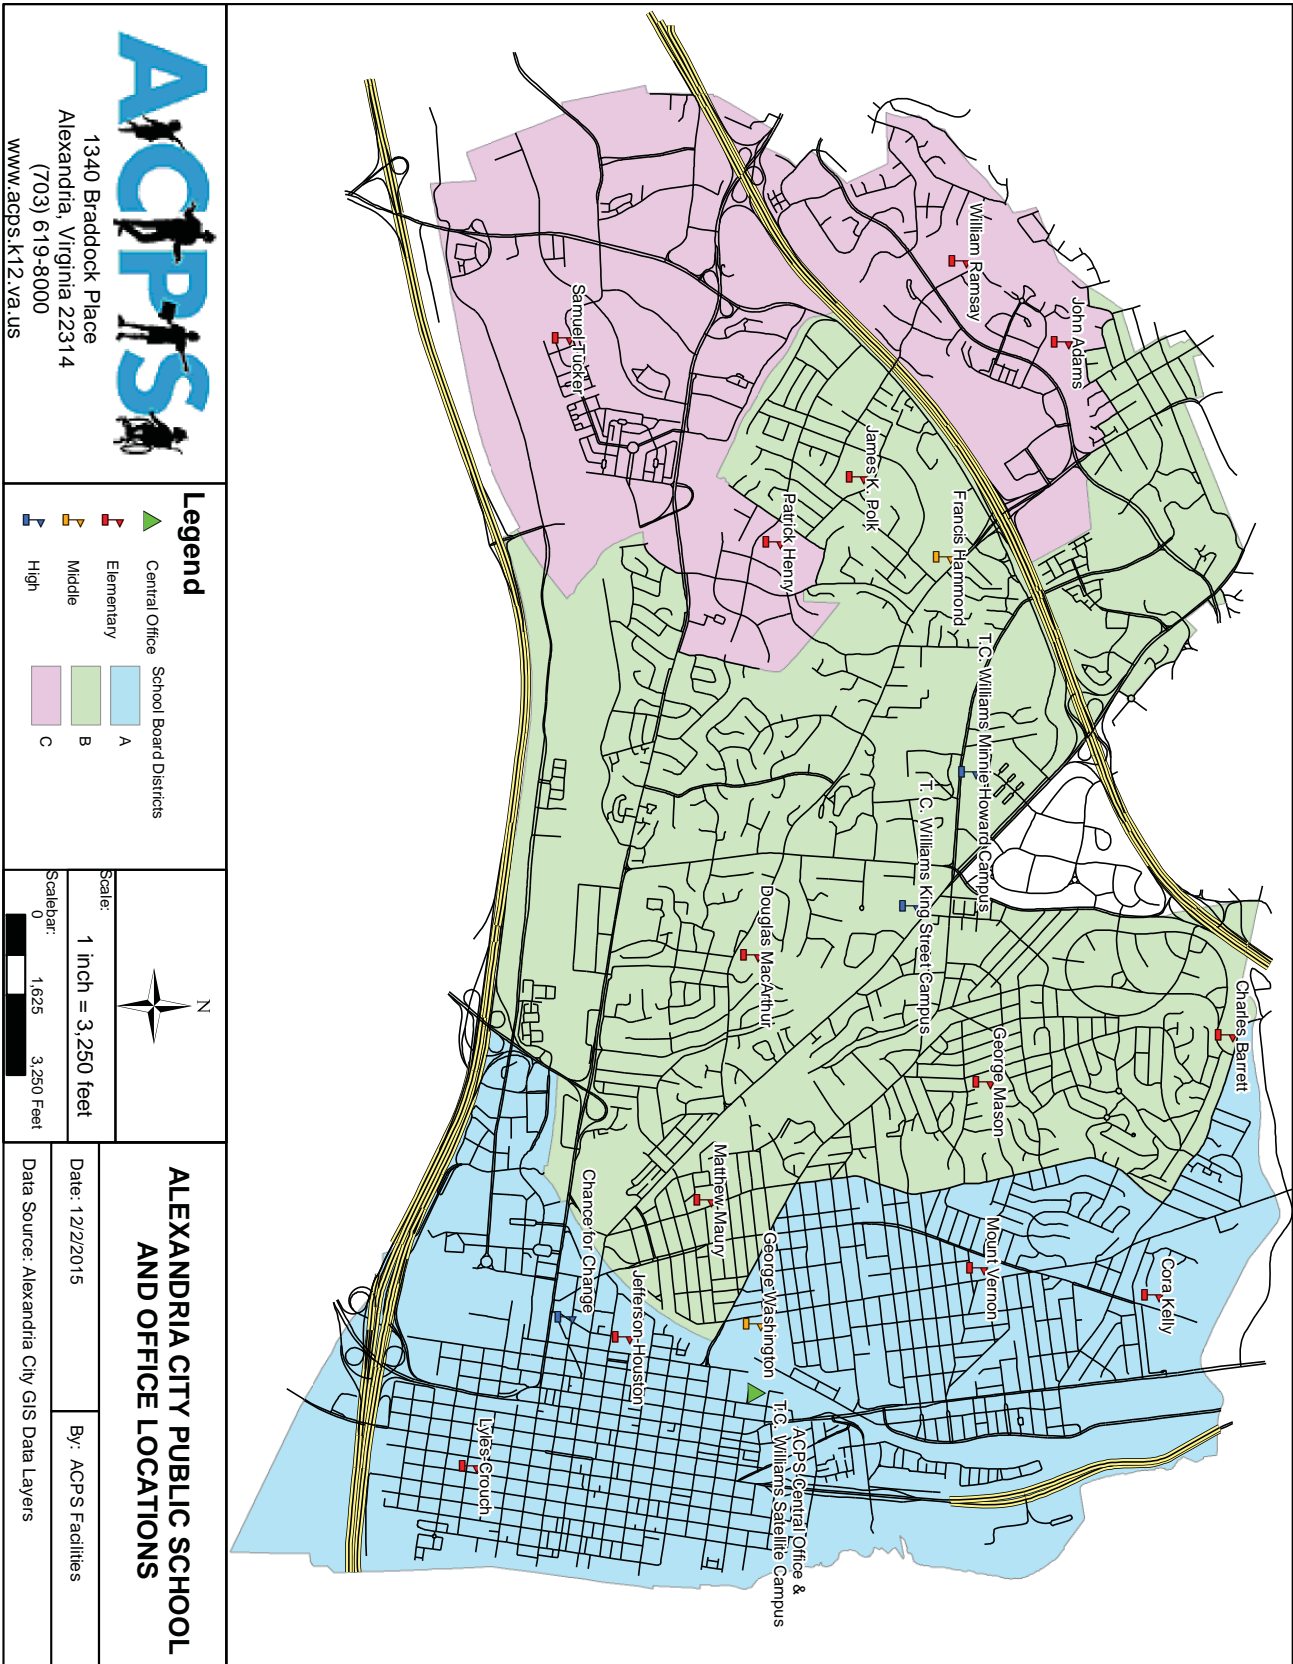 William Ramsay
John Adams
Samuel Tucker
James K. Polk
Patrick Henry
Francis Hammond
T.C. Williams Minnie Howard Campus
T. C. Williams King Street Campus
Douglas MacArthur
Charles Barrett
George Mason
Matthew Maury
Chance for Change
George Washington
Jefferson-Houston
Mount Vernon
Cora Kelly
Lyles-Crouch
ACPS Central Office &
T.C. Williams Satellite Campus
ACPS
1340 Braddock Place
Alexandria, Virginia 22314
(703) 619-8000
www.acps.k12.va.us
Legend
Central Office
Elementary
Middle
High
School Board Districts
A
B
C
N
Scale:
1 inch = 3,250 feet
Scalebar:
0 1,625 3,250 Feet
ALEXANDRIA CITY PUBLIC SCHOOL
AND OFFICE LOCATIONS
Date: 12/2/2015
By: ACPS Facilities
Data Source: Alexandria City GIS Data Layers